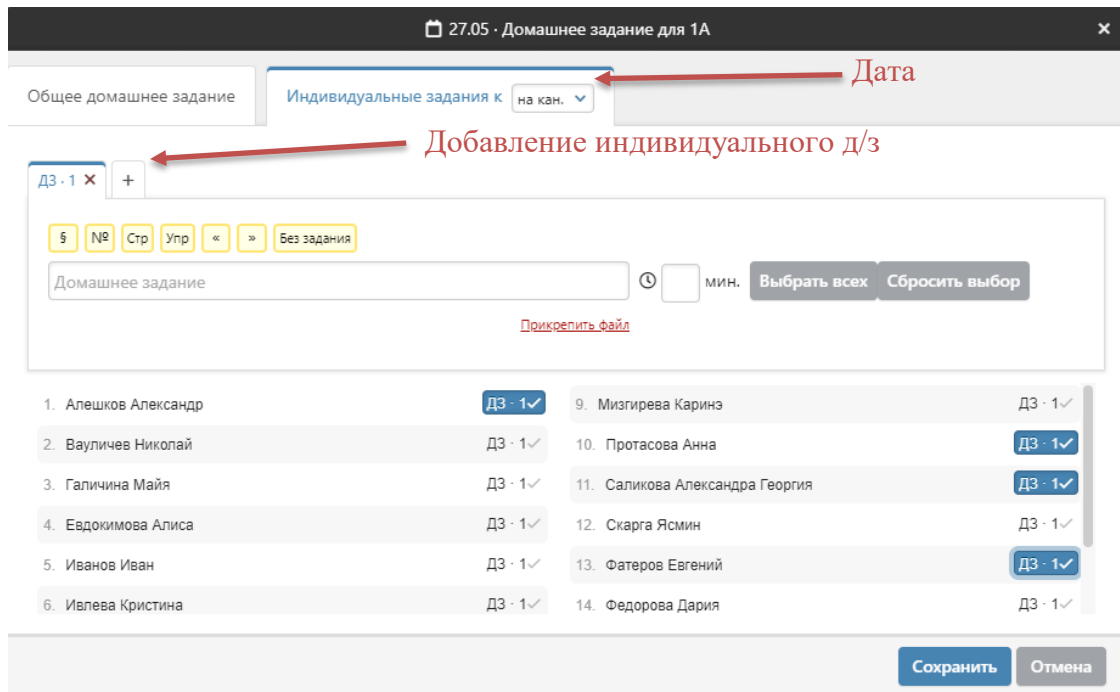 27.05 · Домашнее задание для 1А ×
Дата
Общее домашнее задание
Индивидуальные задания к на кан.
Добавление индивидуального д/з
ДЗ · 1 × +
§ № Стр Упр « » Без задания
Домашнее задание мин. Выбрать всех Сбросить выбор
Прикрепить файл
1. Алешков Александр ДЗ · 1✓
2. Вауличев Николай ДЗ · 1✓
3. Галичина Майя ДЗ · 1✓
4. Евдокимова Алиса ДЗ · 1✓
5. Иванов Иван ДЗ · 1✓
6. Ивлева Кристина ДЗ · 1✓
9. Мизгирева Каринэ ДЗ · 1✓
10. Протасова Анна ДЗ · 1✓
11. Саликова Александра Георгия ДЗ · 1✓
12. Скарга Ясмин ДЗ · 1✓
13. Фатеров Евгений ДЗ · 1✓
14. Федорова Дария ДЗ · 1✓
Сохранить Отмена